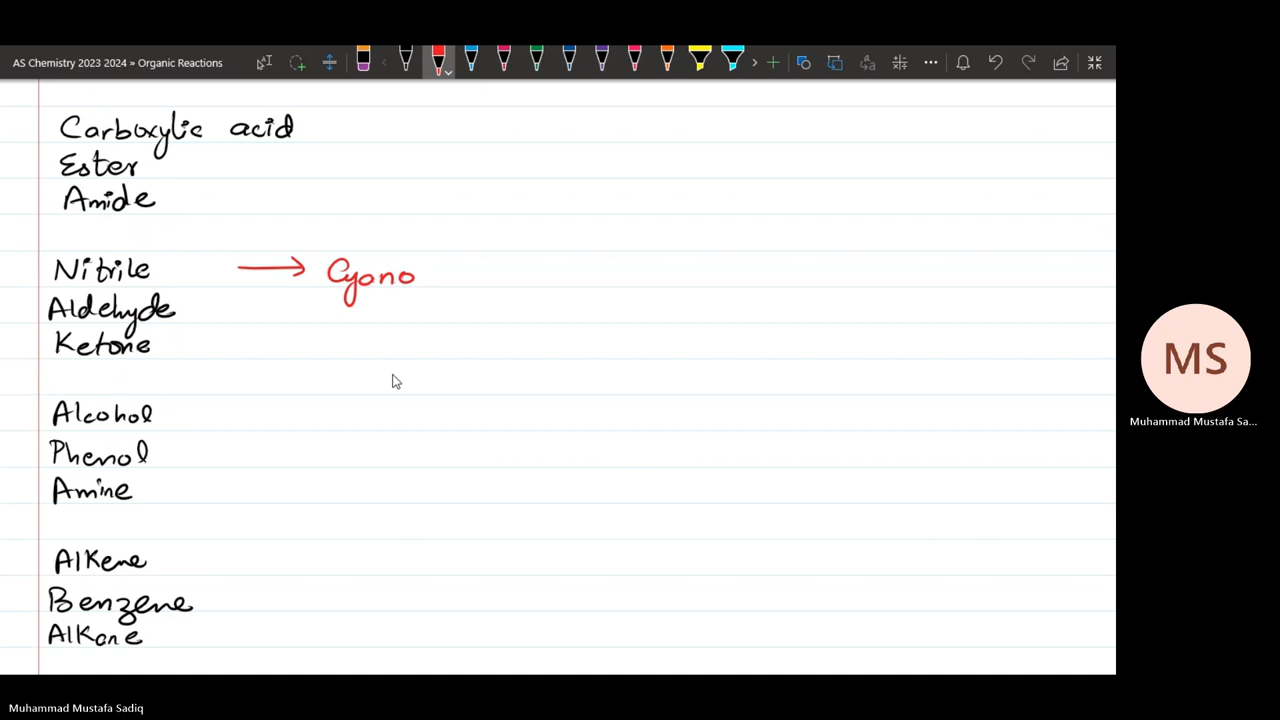 AS Chemistry 2023 2024 » Organic Reactions
Carboxylic acid
Ester
Amide
Nitrile → Cyano
Aldehyde
Ketone
MS
Muhammad Mustafa Sa...
Alcohol
Phenol
Amine
Alkene
Benzene
Alkane
Muhammad Mustafa Sadiq